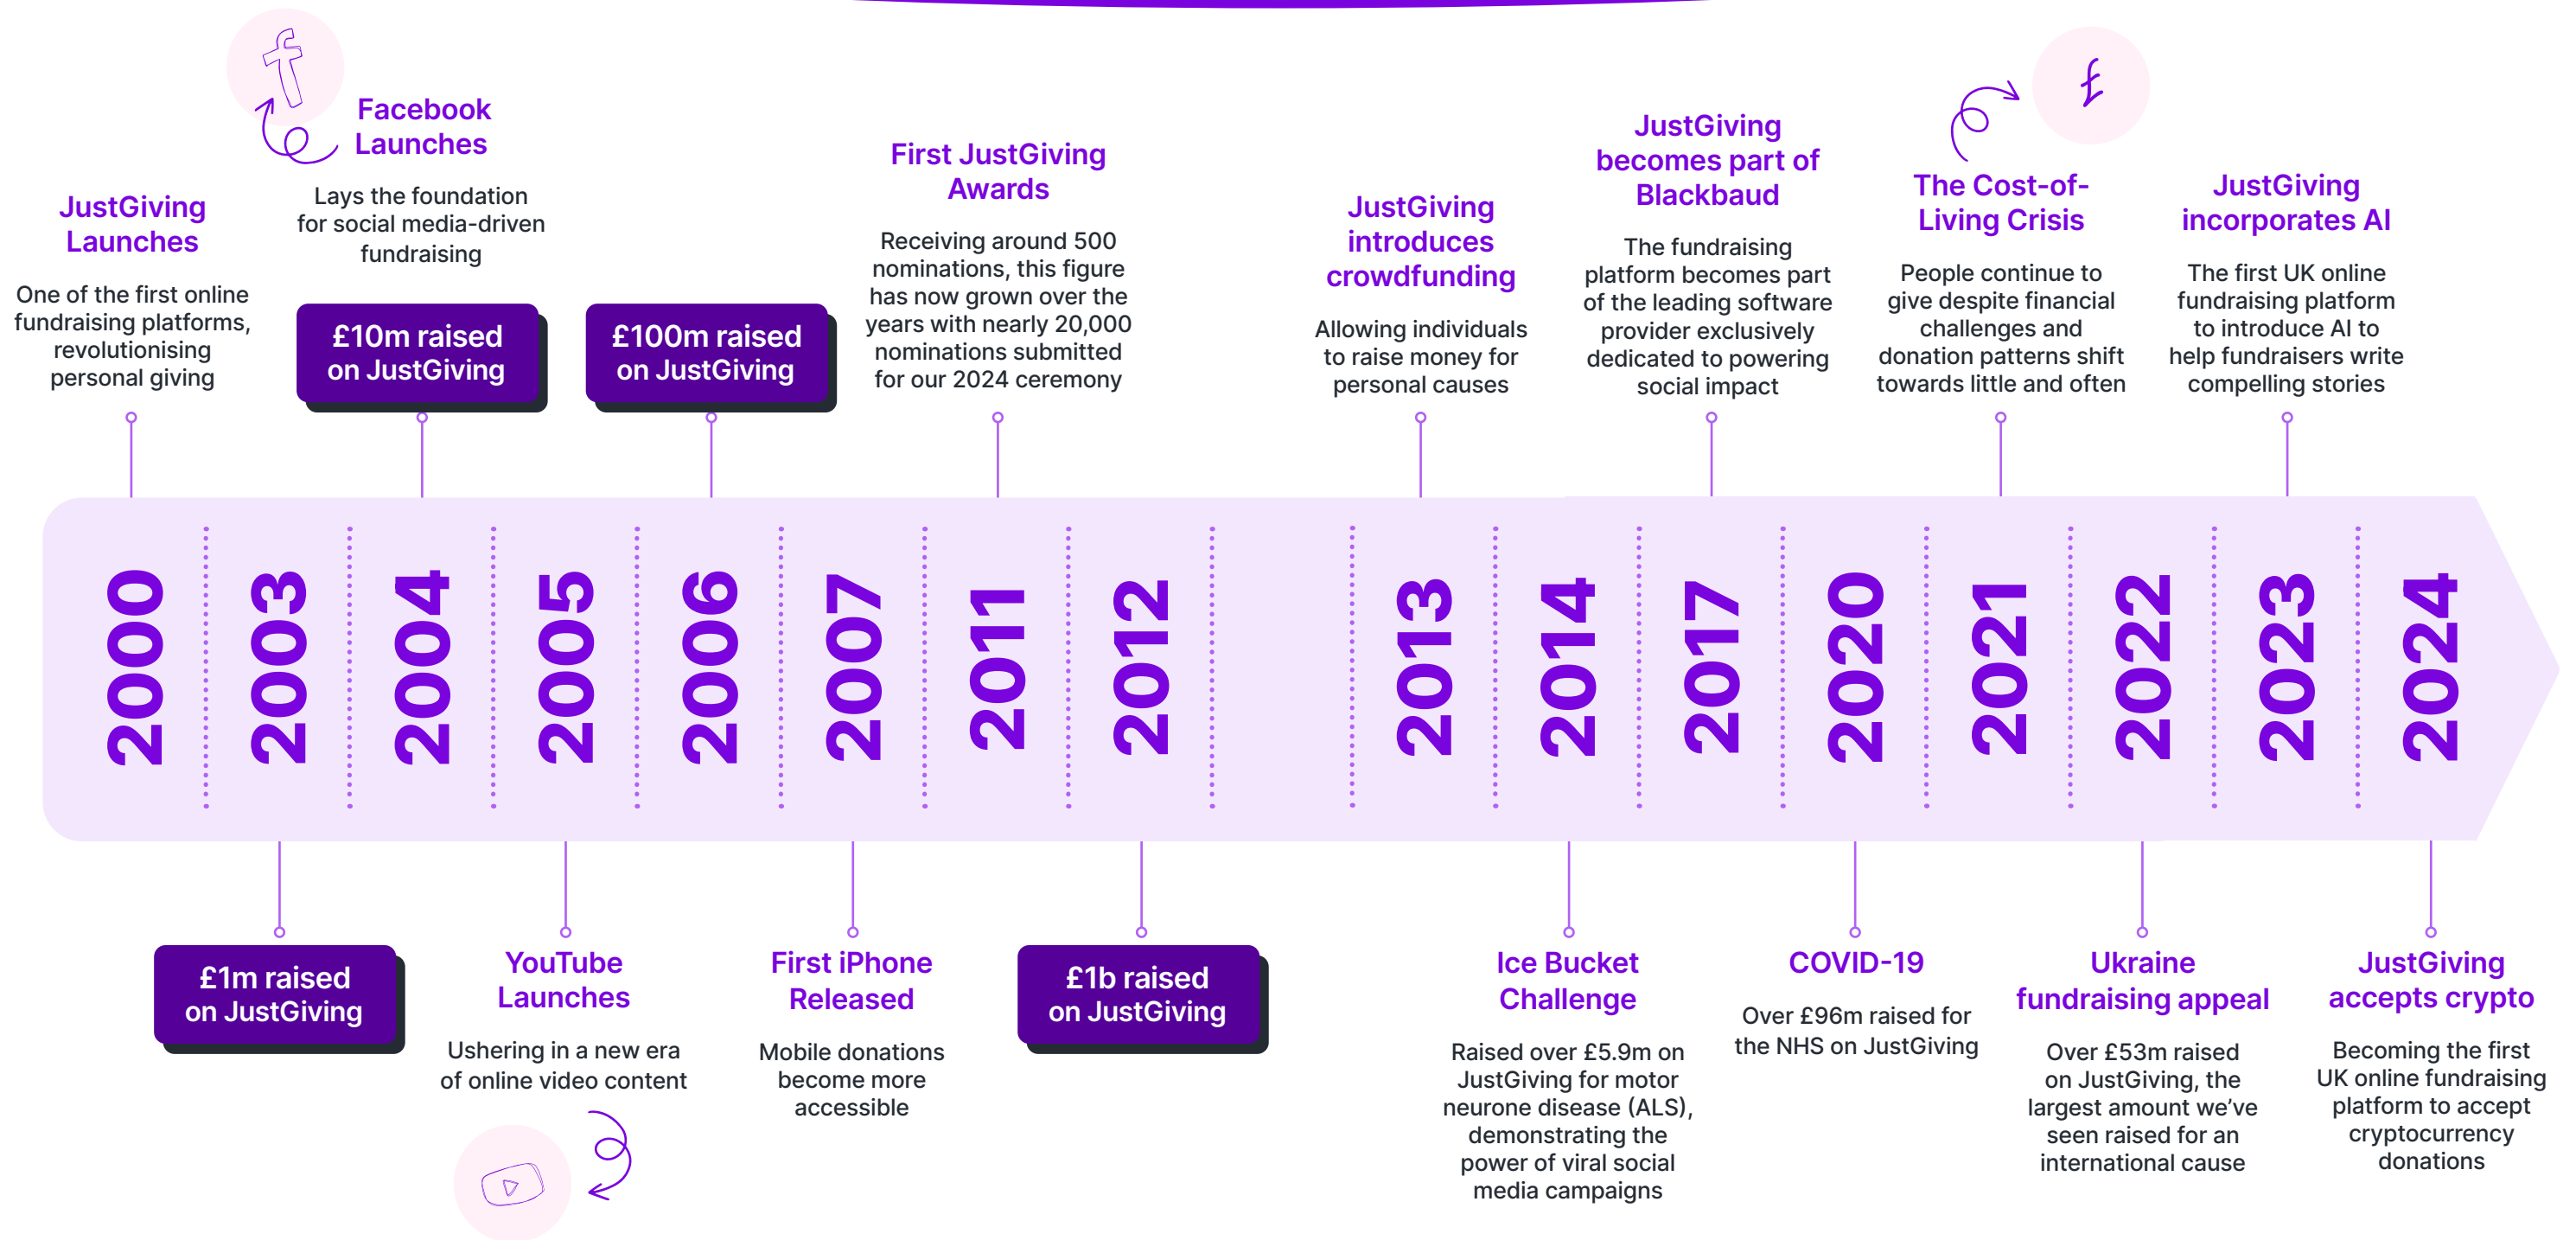 JustGiving
Launches
One of the first online
fundraising platforms,
revolutionising
personal giving
Facebook
Launches
Lays the foundation
for social media-driven
fundraising
£10m raised
on JustGiving
£100m raised
on JustGiving
First JustGiving
Awards
Receiving around 500
nominations, this figure
has now grown over the
years with nearly 20,000
nominations submitted
for our 2024 ceremony
JustGiving
introduces
crowdfunding
Allowing individuals
to raise money for
personal causes
JustGiving
becomes part of
Blackbaud
The fundraising
platform becomes part
of the leading software
provider exclusively
dedicated to powering
social impact
£
The Cost-of-
Living Crisis
People continue to
give despite financial
challenges and
donation patterns shift
towards little and often
JustGiving
incorporates AI
The first UK online
fundraising platform
to introduce AI to
help fundraisers write
compelling stories
2000
2003
2004
2005
2006
2007
2011
2012
2013
2014
2017
2020
2021
2022
2023
2024
£1m raised
on JustGiving
YouTube
Launches
Ushering in a new era
of online video content
First iPhone
Released
Mobile donations
become more
accessible
£1b raised
on JustGiving
Ice Bucket
Challenge
Raised over £5.9m on
JustGiving for motor
neurone disease (ALS),
demonstrating the
power of viral social
media campaigns
COVID-19
Over £96m raised for
the NHS on JustGiving
Ukraine
fundraising appeal
Over £53m raised
on JustGiving, the
largest amount we’ve
seen raised for an
international cause
JustGiving
accepts crypto
Becoming the first
UK online fundraising
platform to accept
cryptocurrency
donations